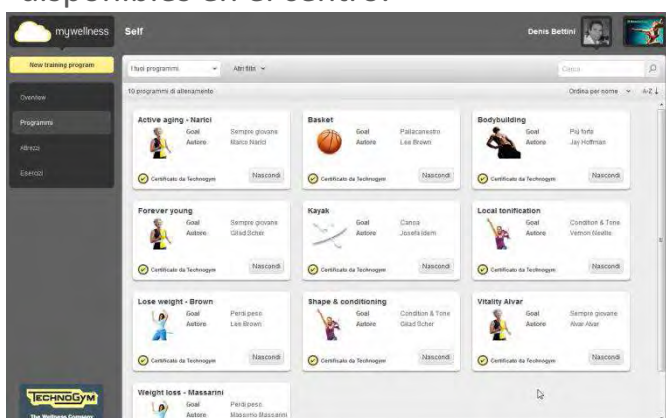 disponibles en el centro.
mywellness
Self
Denis Bettini
New training program
I tuoi programmi
Altri filtri
Cerca
Overview
10 programmi di allenamento
Ordina per nome
A-Z
Programmi
Attrezzi
Esercizi
Active aging - Narici
Goal Sempre giovane
Autore Marco Narici
Certificato da Technogym
Nascondi
Basket
Goal Pallacanestro
Autore Lee Brown
Certificato da Technogym
Nascondi
Bodybuilding
Goal Più forte
Autore Jay Hoffman
Certificato da Technogym
Nascondi
Forever young
Goal Sempre giovane
Autore Gilad Scher
Certificato da Technogym
Nascondi
Kayak
Goal Canoa
Autore Josefa Idem
Certificato da Technogym
Nascondi
Local tonification
Goal Condition & Tone
Autore Vernon Neville
Certificato da Technogym
Nascondi
Lose weight - Brown
Goal Perdi peso
Autore Lee Brown
Certificato da Technogym
Nascondi
Shape & conditioning
Goal Condition & Tone
Autore Gilad Scher
Certificato da Technogym
Nascondi
Vitality Alvar
Goal Sempre giovane
Autore Alvar Alvar
Certificato da Technogym
Nascondi
Weight loss - Massarini
Goal Perdi peso
Autore Massimo Massarini
TECHNOGYM
The Wellness Company